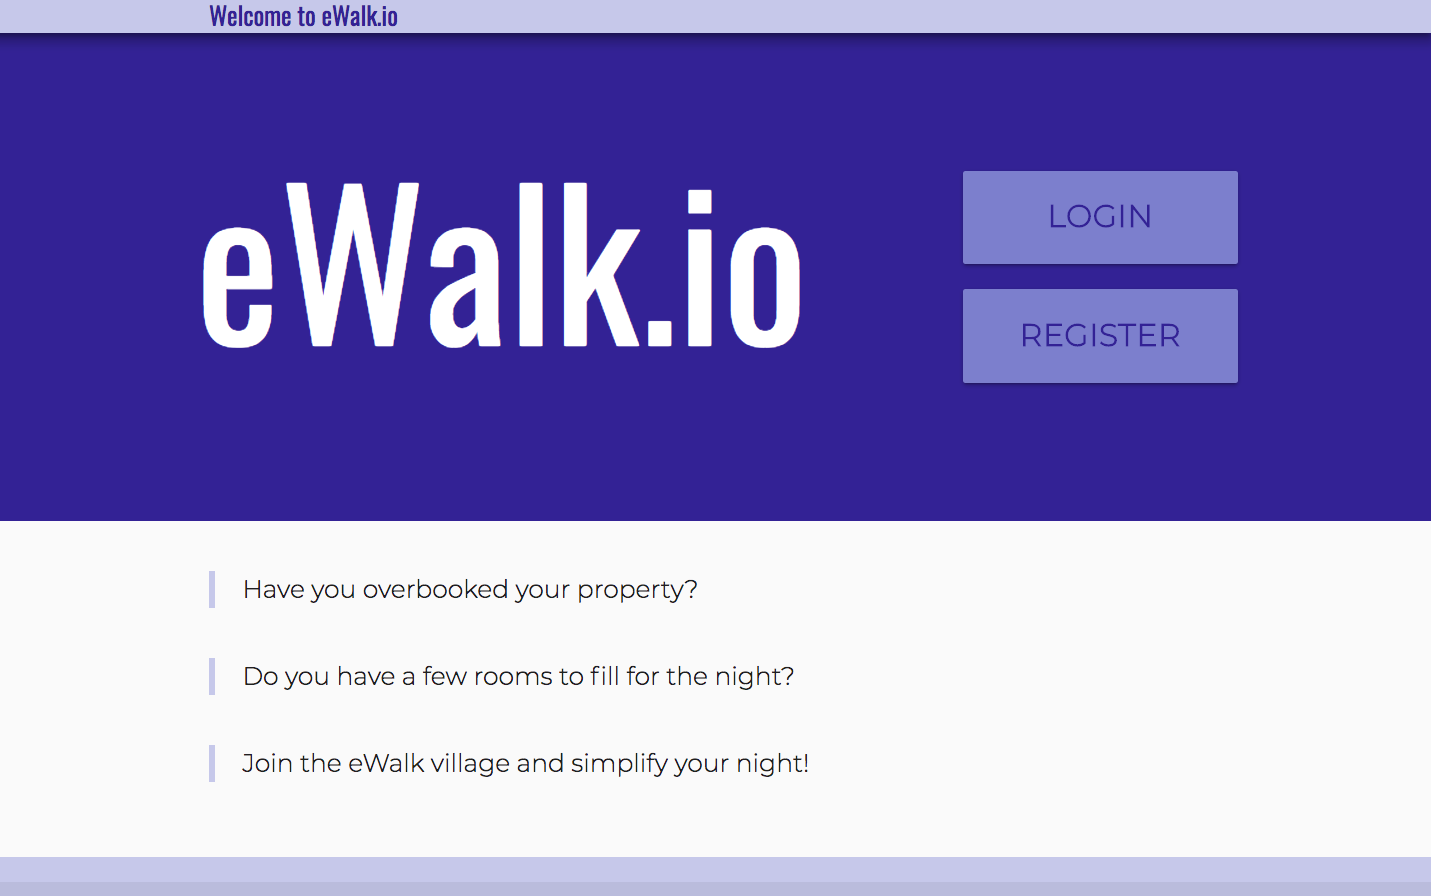 Welcome to eWalk.io
eWalk.io
LOGIN
REGISTER
Have you overbooked your property?
Do you have a few rooms to fill for the night?
Join the eWalk village and simplify your night!